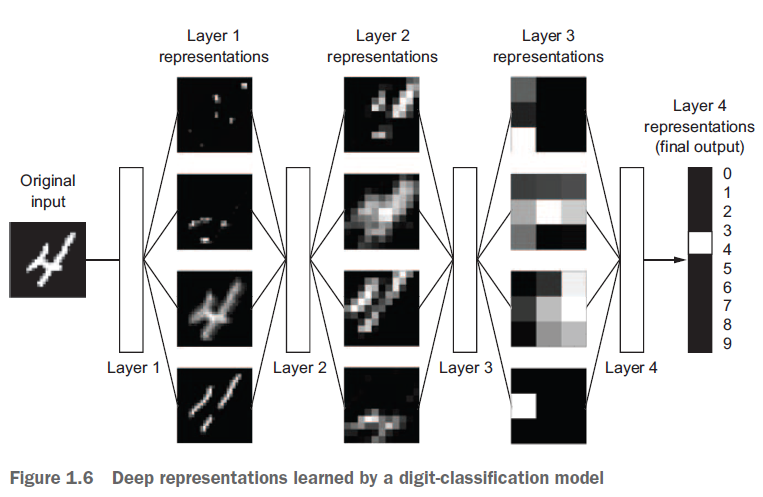 Layer 1
representations
Layer 2
representations
Layer 3
representations
Layer 4
representations
(final output)
Original
input
0
1
2
3
4
5
6
7
8
9
Layer 1
Layer 2
Layer 3
Layer 4
Figure 1.6 Deep representations learned by a digit-classification model